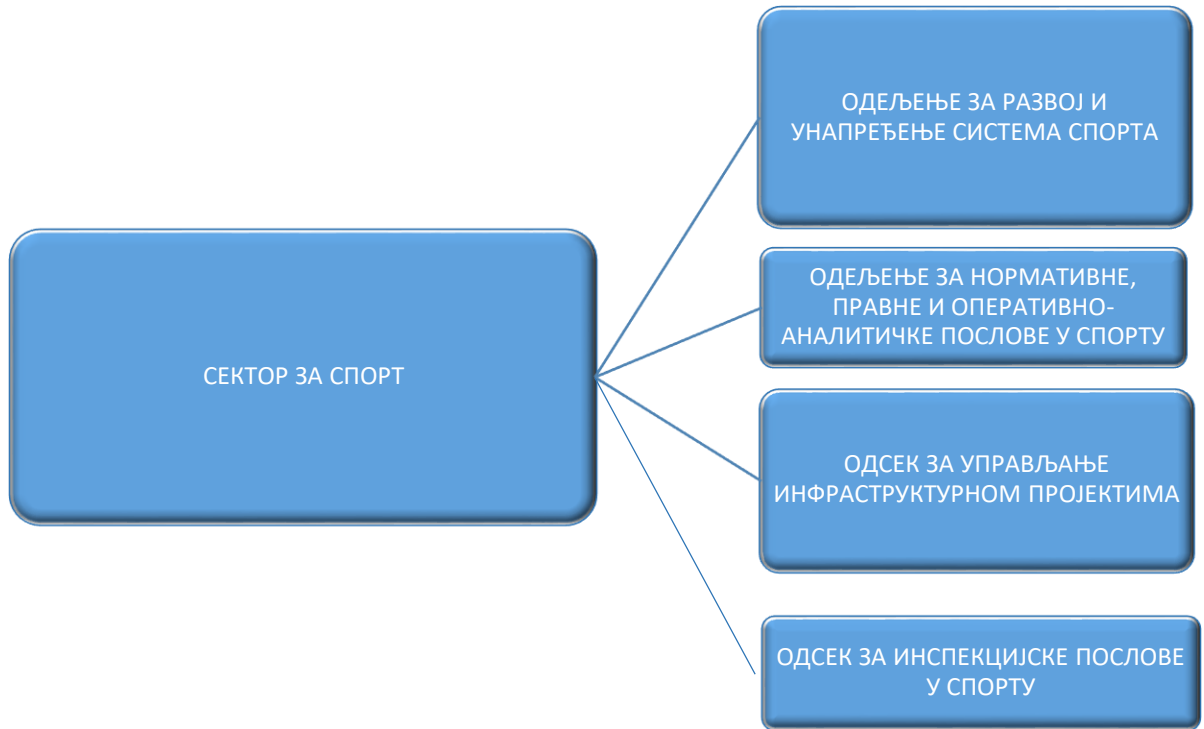 СЕКТОР ЗА СПОРТ
ОДЕЉЕЊЕ ЗА РАЗВОЈ И
УНАПРЕЂЕЊЕ СИСТЕМА СПОРТА
ОДЕЉЕЊЕ ЗА НОРМАТИВНЕ,
ПРАВНЕ И ОПЕРАТИВНО-
АНАЛИТИЧКЕ ПОСЛОВЕ У СПОРТУ
ОДСЕК ЗА УПРАВЉАЊЕ
ИНФРАСТРУКТУРНОМ ПРОЈЕКТИМА
ОДСЕК ЗА ИНСПЕКЦИЈСКЕ ПОСЛОВЕ
У СПОРТУ